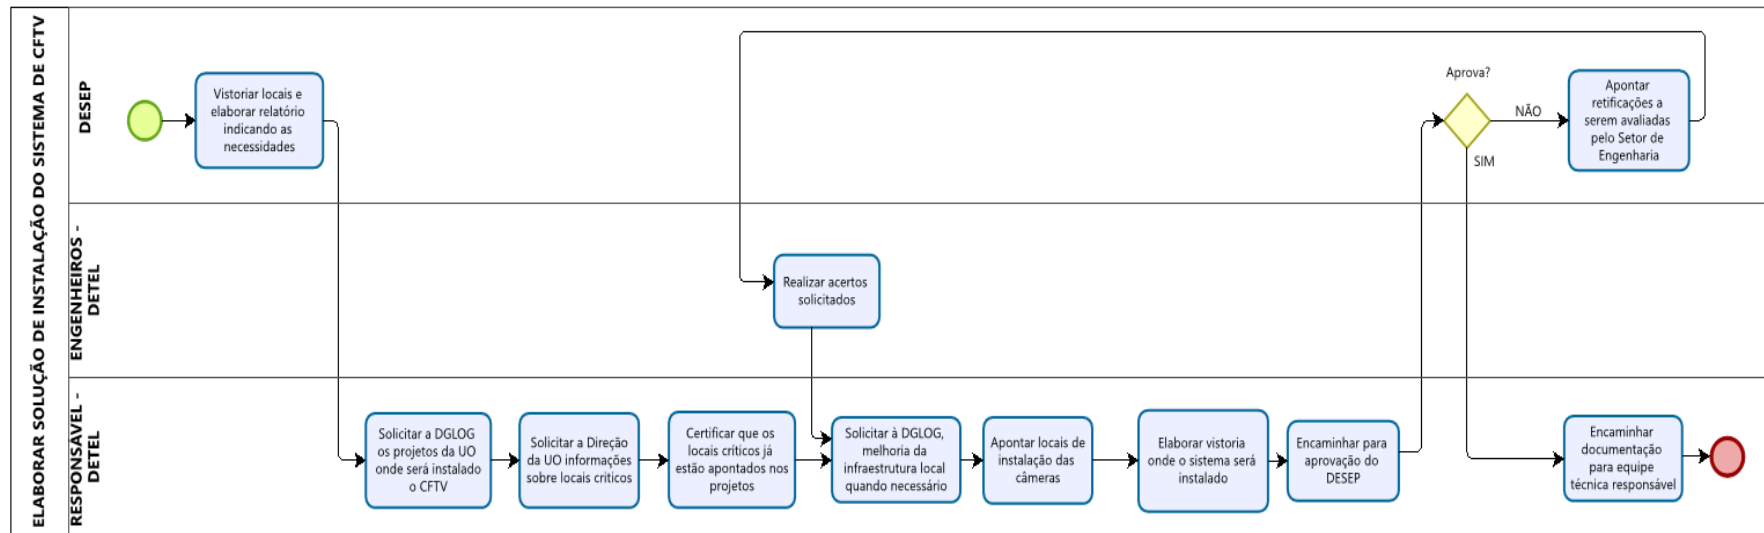 ELABORAR SOLUÇÃO DE INSTALAÇÃO DO SISTEMA DE CFTV
DESEP
Vistoriar locais e
elaborar relatório
indicando as
necessidades
Aprova?
NÃO
SIM
Apontar
retificações a
serem avaliadas
pelo Setor de
Engenharia
ENGENHEIROS -
DETEL
Realizar acertos
solicitados
RESPONSÁVEL -
DETEL
Solicitar a DGLOG
os projetos da UO
onde será instalado
o CFTV
Solicitar a Direção
da UO informações
sobre locais criticos
Certificar que os
locais críticos já
estão apontados nos
projetos
Solicitar à DGLOG,
melhoria da
infraestrutura local
quando necessário
Apontar locais de
instalação das
câmeras
Elaborar vistoria
onde o sistema será
instalado
Encaminhar para
aprovação do
DESEP
Encaminhar
documentação
para equipe
técnica responsável